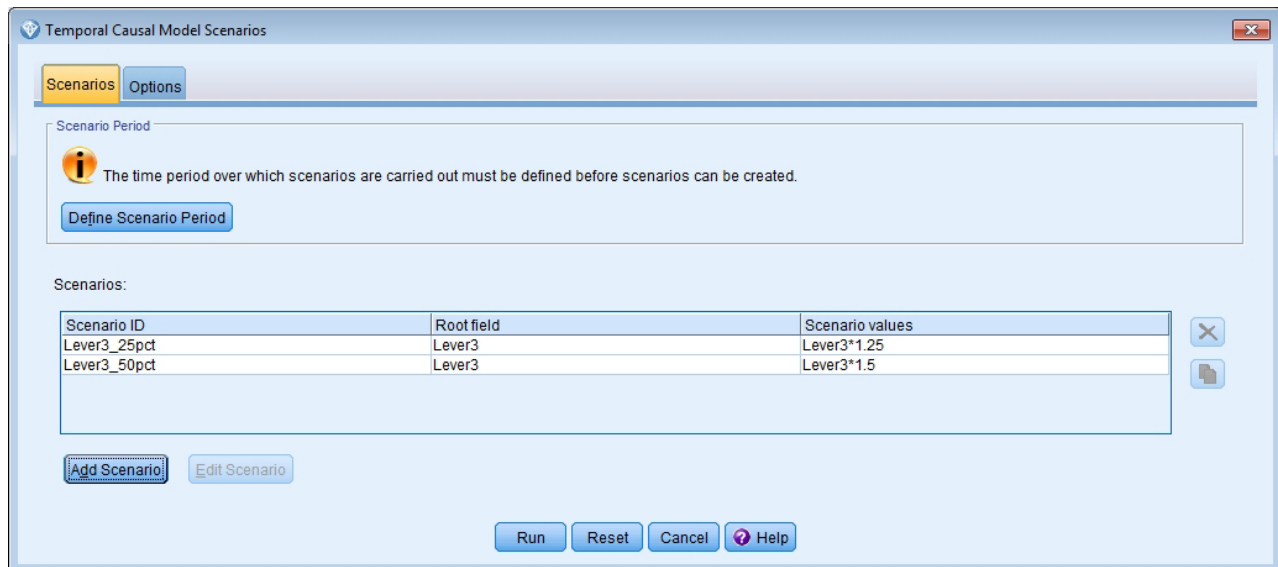 Temporal Causal Model Scenarios
Scenarios Options
Scenario Period
The time period over which scenarios are carried out must be defined before scenarios can be created.
Define Scenario Period
Scenarios:
Scenario ID Root field Scenario values
Lever3_25pct Lever3 Lever3*1.25
Lever3_50pct Lever3 Lever3*1.5
Add Scenario Edit Scenario
Run Reset Cancel Help